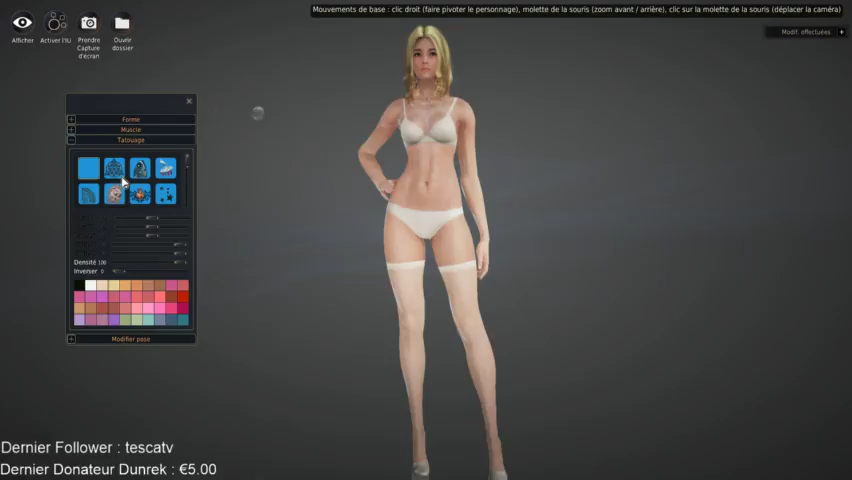 Mouvements de base : clic droit (faire pivoter le personnage), molette de la souris (zoom avant / arrière), clic sur la molette de la souris (déplacer la caméra)
Modif. effectuées
Afficher
Activer l'IU
Prendre
Capture
d'écran
Ouvrir
dossier
Forme
Muscle
Tatouage
Densité 100
Inverser 0
Modifier pose
Dernier Follower : tescatv
Dernier Donateur Dunrek : €5.00